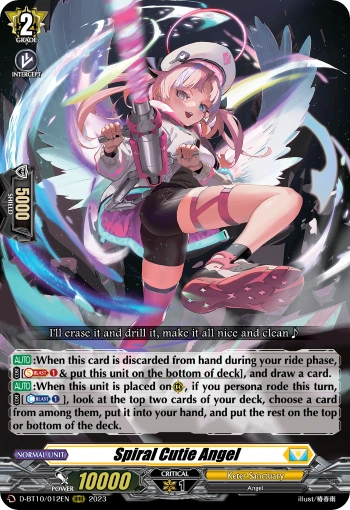 2
GRADE
INTERCEPT
5000
SHIELD
I'll erase it and drill it, make it all nice and clean♪
AUTO:When this card is discarded from hand during your ride phase,
[BLAST 1 & put this unit on the bottom of deck], and draw a card.
AUTO:When this unit is placed on, if you persona rode this turn,
[BLAST 1], look at the top two cards of your deck, choose a card
from among them, put it into your hand, and put the rest on the top
or bottom of the deck.
NORMAL UNIT
Spiral Cutie Angel
POWER 10000
CRITICAL
1
Keter Sanctuary
Angel
D-BT10/012EN RRR 2023
illust/椿春雨